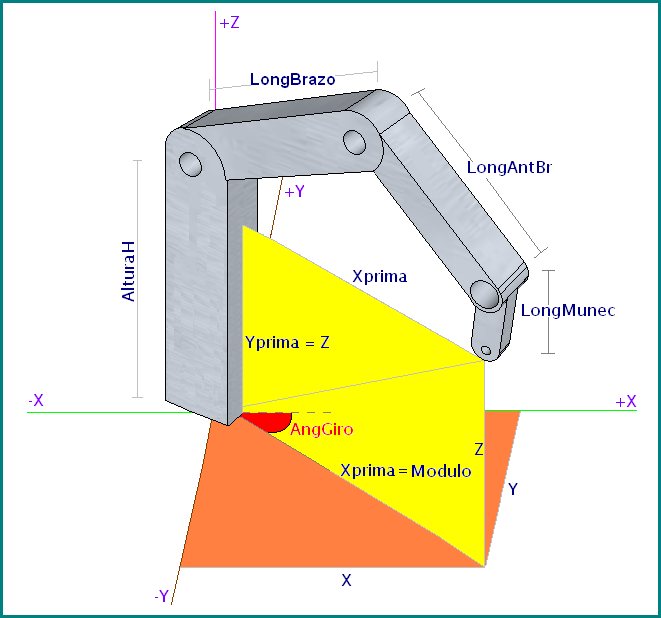 +Z
LongBrazo
LongAntBr
+Y
AlturaH
Xprima
LongMunec
Yprima = Z
-X
+X
AngGiro
Z
Xprima = Modulo
Y
X
-Y